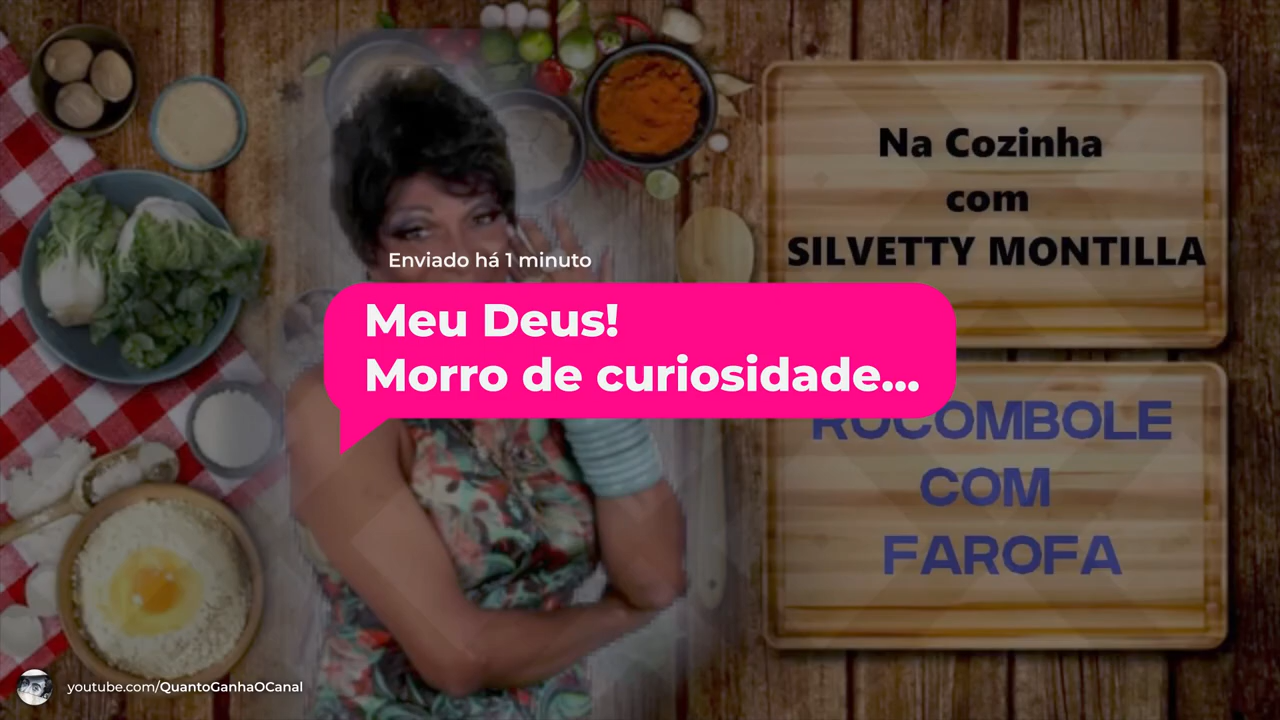 Na Cozinha
com
SILVETTY MONTILLA
Enviado há 1 minuto
Meu Deus!
Morro de curiosidade...
ROCOMBOLE
COM
FAROFA
youtube.com/QuantoGanhaOCanal